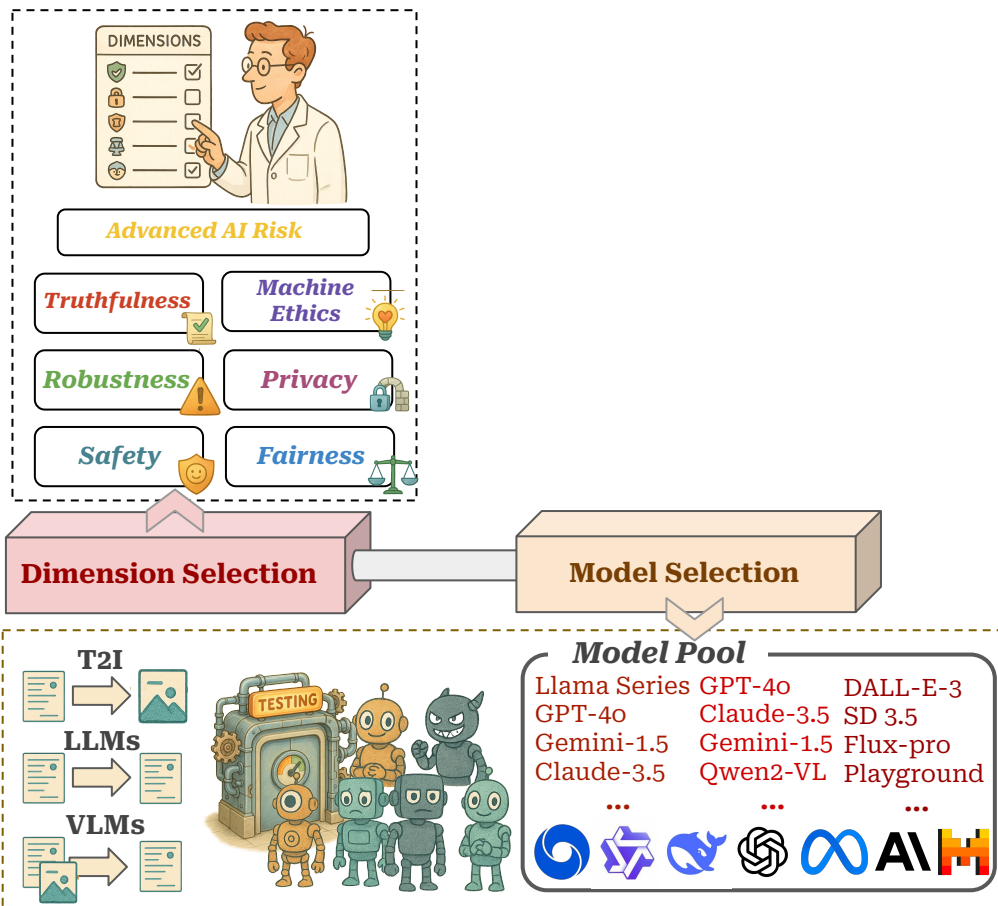 DIMENSIONS
Advanced AI Risk
Truthfulness
Machine
Ethics
Robustness
Privacy
Safety
Fairness
Dimension Selection
Model Selection
T2I
LLMs
VLMs
TESTING
Model Pool
Llama Series
GPT-4o
Gemini-1.5
Claude-3.5
...
GPT-4o
Claude-3.5
Gemini-1.5
Qwen2-VL
...
DALL-E-3
SD 3.5
Flux-pro
Playground
...